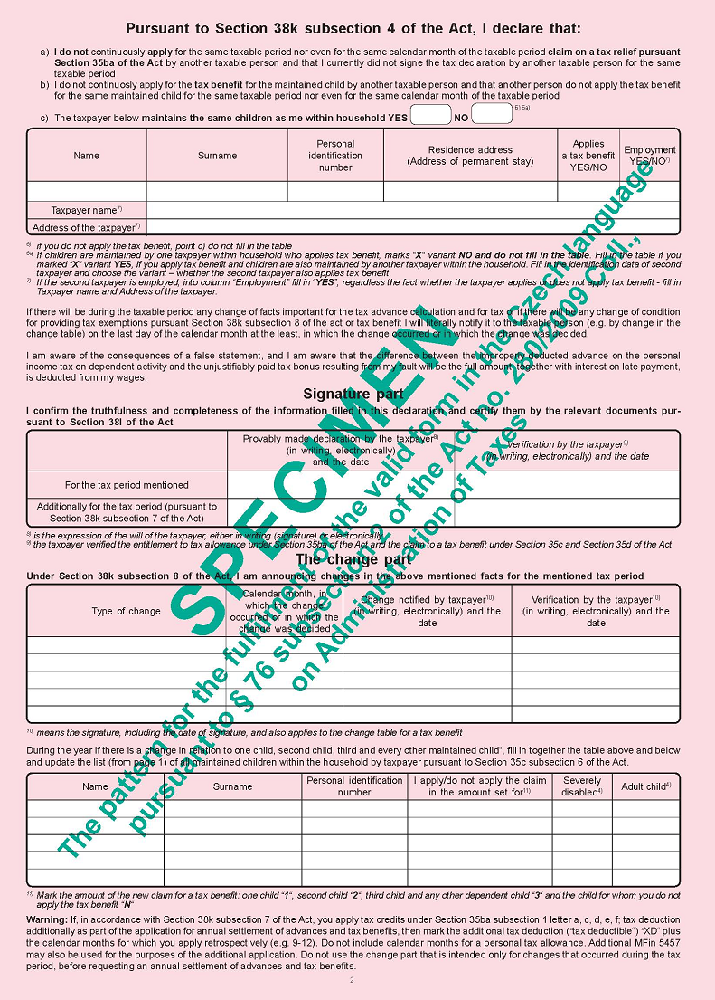 Pursuant to Section 38k subsection 4 of the Act, I declare that:
a) I do not continuously apply for the same taxable period nor even for the same calendar month of the taxable period claim on a tax relief pursuant
Section 35ba of the Act by another taxable person and that I currently did not sign the tax declaration by another taxable person for the same
taxable period
b) I do not continuously apply for the tax benefit for the maintained child by another taxable person and that another person do not apply the tax benefit
for the same maintained child for the same taxable period nor even for the same calendar month of the taxable period
c) The taxpayer below maintains the same children as me within household YES NO 6) 6a)
Name Surname Personal identification number Residence address (Address of permanent stay) Applies a tax benefit YES/NO Employment YES/NO7)
Taxpayer name7)
Address of the taxpayer7)
6) if you do not apply the tax benefit, point c) do not fill in the table
6a) If children are maintained by one taxpayer within household who applies tax benefit, marks "X" variant NO and do not fill in the table. Fill in the table if you
marked "X" variant YES, if you apply tax benefit and children are also maintained by another taxpayer within the household. Fill in the identification data of second
taxpayer and choose the variant – whether the second taxpayer also applies tax benefit.
7) If the second taxpayer is employed, into column "Employment" fill in "YES", regardless the fact whether the taxpayer applies or does not apply tax benefit - fill in
Taxpayer name and Address of the taxpayer.
If there will be during the taxable period any change of facts important for the tax advance calculation and for tax or if there will be any change of condition
for providing tax exemptions pursuant Section 38k subsection 8 of the act or tax benefit I will literally notify it to the taxable person (e.g. by change in the
change table) on the last day of the calendar month at the least, in which the change occurred or in which the change was decided.
I am aware of the consequences of a false statement, and I am aware that the difference between the improperly deducted advance on the personal
income tax on dependent activity and the unjustifiably paid tax bonus resulting from my fault will be the full amount, together with interest on late payment,
is deducted from my wages.
Signature part
I confirm the truthfulness and completeness of the information filled in this declaration and certify them by the relevant documents pur-
suant to Section 38l of the Act
Provably made declaration by the taxpayer8) (in writing, electronically) and the date
Verification by the taxpayer9) (in writing, electronically) and the date
For the tax period mentioned
Additionally for the tax period (pursuant to
Section 38k subsection 7 of the Act)
8) is the expression of the will of the taxpayer, either in writing (signature) or electronically
9) the taxpayer verified the entitlement to tax allowance under Section 35ba of the Act and the claim to a tax benefit under Section 35c and Section 35d of the Act
The change part
Under Section 38k subsection 8 of the Act, I am announcing changes in the above mentioned facts for the mentioned tax period
Type of change
Calendar month, in which the change occurred or in which the change was decided
Change notified by taxpayer10) (in writing, electronically) and the date
Verification by the taxpayer10) (in writing, electronically) and the date
10) means the signature, including the date of signature, and also applies to the change table for a tax benefit
During the year if there is a change in relation to one child, second child, third and every other maintained child", fill in together the table above and below
and update the list (from page 1) of all maintained children within the household by taxpayer pursuant to Section 35c subsection 6 of the Act.
Name Surname Personal identification number I apply/do not apply the claim in the amount set for11) Severely disabled4) Adult child4)
11) Mark the amount of the new claim for a tax benefit: one child "1", second child "2", third child and any other dependent child "3" and the child for whom you do not
apply the tax benefit "N"
Warning: If, in accordance with Section 38k subsection 7 of the Act, you apply tax credits under Section 35ba subsection 1 letter a, c, d, e, f; tax deduction
additionally as part of the application for annual settlement of advances and tax benefits, then mark the additional tax deduction ("tax deductible") "XD" plus
the calendar months for which you apply retrospectively (e.g. 9-12). Do not include calendar months for a personal tax allowance. Additional MFin 5457
may also be used for the purposes of the additional application. Do not use the change part that is intended only for changes that occurred during the tax
period, before requesting an annual settlement of advances and tax benefits.
2
SPECIMEN
The pattern for the fulfilment of the valid form in the Czech language
pursuant to § 76 subsection 2 of the Act no. 280/2009 Coll.,
on Administration of Taxes